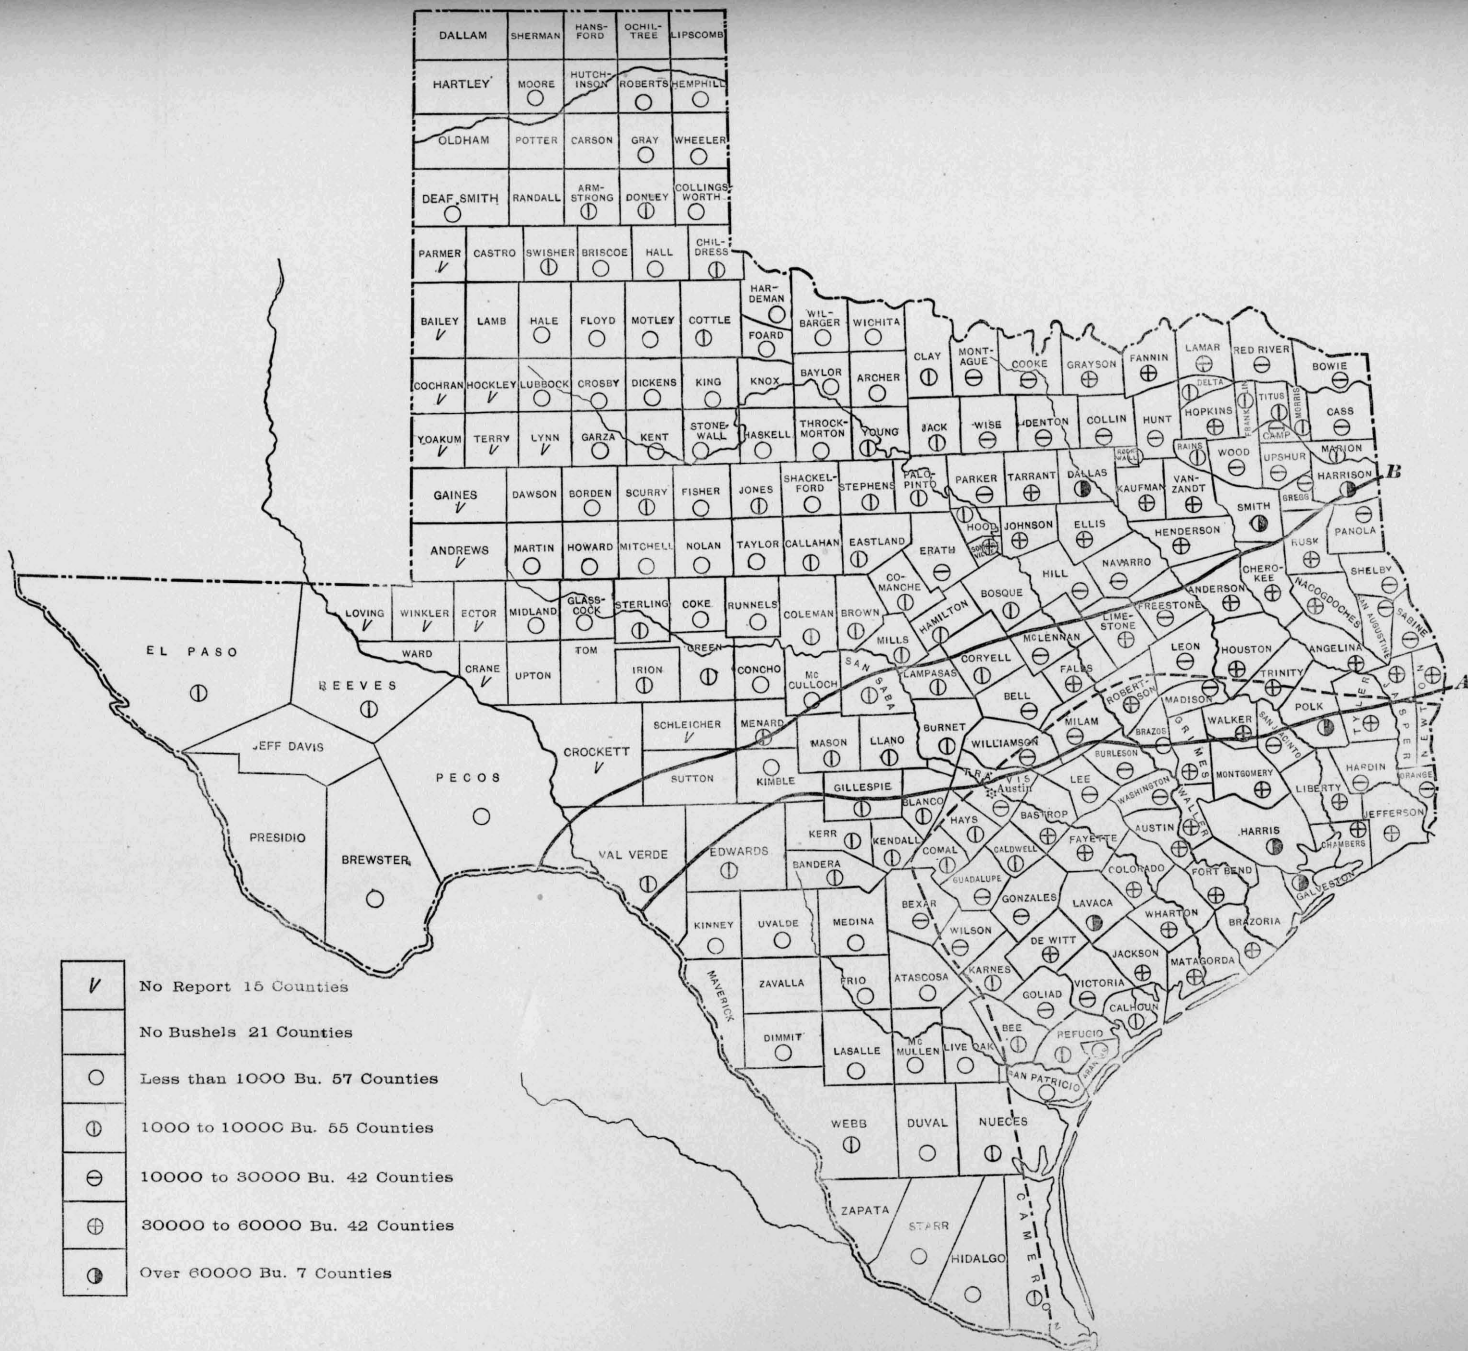 DALLAM SHERMAN HANS-FORD OCHIL-TREE LIPSCOMB
HARTLEY MOORE HUTCH-INSON ROBERTS HEMPHILL
OLDHAM POTTER CARSON GRAY WHEELER
DEAF SMITH RANDALL ARM-STRONG DONLEY COLLINGS-WORTH
PARMER CASTRO SWISHER BRISCOE HALL CHIL-DRESS
HAR-DEMAN
BAILEY LAMB HALE FLOYD MOTLEY COTTLE FOARD WIL-BARGER WICHITA
CLAY MONT-AGUE COOKE GRAYSON FANNIN LAMAR RED RIVER BOWIE
COCHRAN HOCKLEY LUBBOCK CROSBY DICKENS KING KNOX BAYLOR ARCHER
DELTA HOPKINS FRANKLIN TITUS MORRIS CASS
YOAKUM TERRY LYNN GARZA KENT STONE-WALL HASKELL THROCK-MORTON YOUNG JACK WISE DENTON COLLIN HUNT
CAMP MARION
ROCK WALL RAINS WOOD UPSHUR GREGG HARRISON B
GAINES DAWSON BORDEN SCURRY FISHER JONES SHACKEL-FORD STEPHENS PALO-PINTO PARKER TARRANT DALLAS KAUFMAN VAN-ZANDT SMITH
PANOLA
ANDREWS MARTIN HOWARD MITCHELL NOLAN TAYLOR CALLAHAN EASTLAND ERATH HOOD JOHNSON ELLIS HENDERSON RUSK
HILL NAVARRO CHERO-KEE SHELBY
LOVING WINKLER ECTOR MIDLAND GLASS-COCK STERLING COKE RUNNELS COLEMAN BROWN CO-MANCHE HAMILTON BOSQUE LIME-STONE FREESTONE ANDERSON NACOGDOCHES SAN AUGUSTINE SABINE
EL PASO REEVES WARD CRANE UPTON TOM GREEN IRION CONCHO Mc CULLOCH MILLS SAN SABA LAMPASAS CORYELL McLENNAN FALLS LEON HOUSTON ANGELINA
BELL ROBERT-SON MADISON TRINITY POLK TYLER JASPER NEWTON A
JEFF DAVIS PECOS CROCKETT SCHLEICHER MENARD MASON LLANO BURNET WILLIAMSON MILAM BRAZOS GRIMES WALKER SAN JACINTO
SUTTON KIMBLE GILLESPIE BLANCO TRAVIS Austin LEE BURLESON WASHINGTON MONTGOMERY LIBERTY HARDIN ORANGE
PRESIDIO BREWSTER VAL VERDE EDWARDS KERR KENDALL HAYS BASTROP FAYETTE AUSTIN WALLER HARRIS CHAMBERS JEFFERSON
BANDERA COMAL CALDWELL GUADALUPE GONZALES LAVACA COLORADO FORT BEND GALVESTON
KINNEY UVALDE MEDINA BEXAR WILSON DE WITT WHARTON BRAZORIA
MAVERICK ZAVALLA FRIO ATASCOSA KARNES GOLIAD VICTORIA JACKSON MATAGORDA
DIMMIT LASALLE Mc MULLEN LIVE OAK BEE REFUGIO CALHOUN
SAN PATRICIO
WEBB DUVAL NUECES
ZAPATA STARR HIDALGO CAMERON
No Report 15 Counties
No Bushels 21 Counties
Less than 1000 Bu. 57 Counties
1000 to 10000 Bu. 55 Counties
10000 to 30000 Bu. 42 Counties
30000 to 60000 Bu. 42 Counties
Over 60000 Bu. 7 Counties